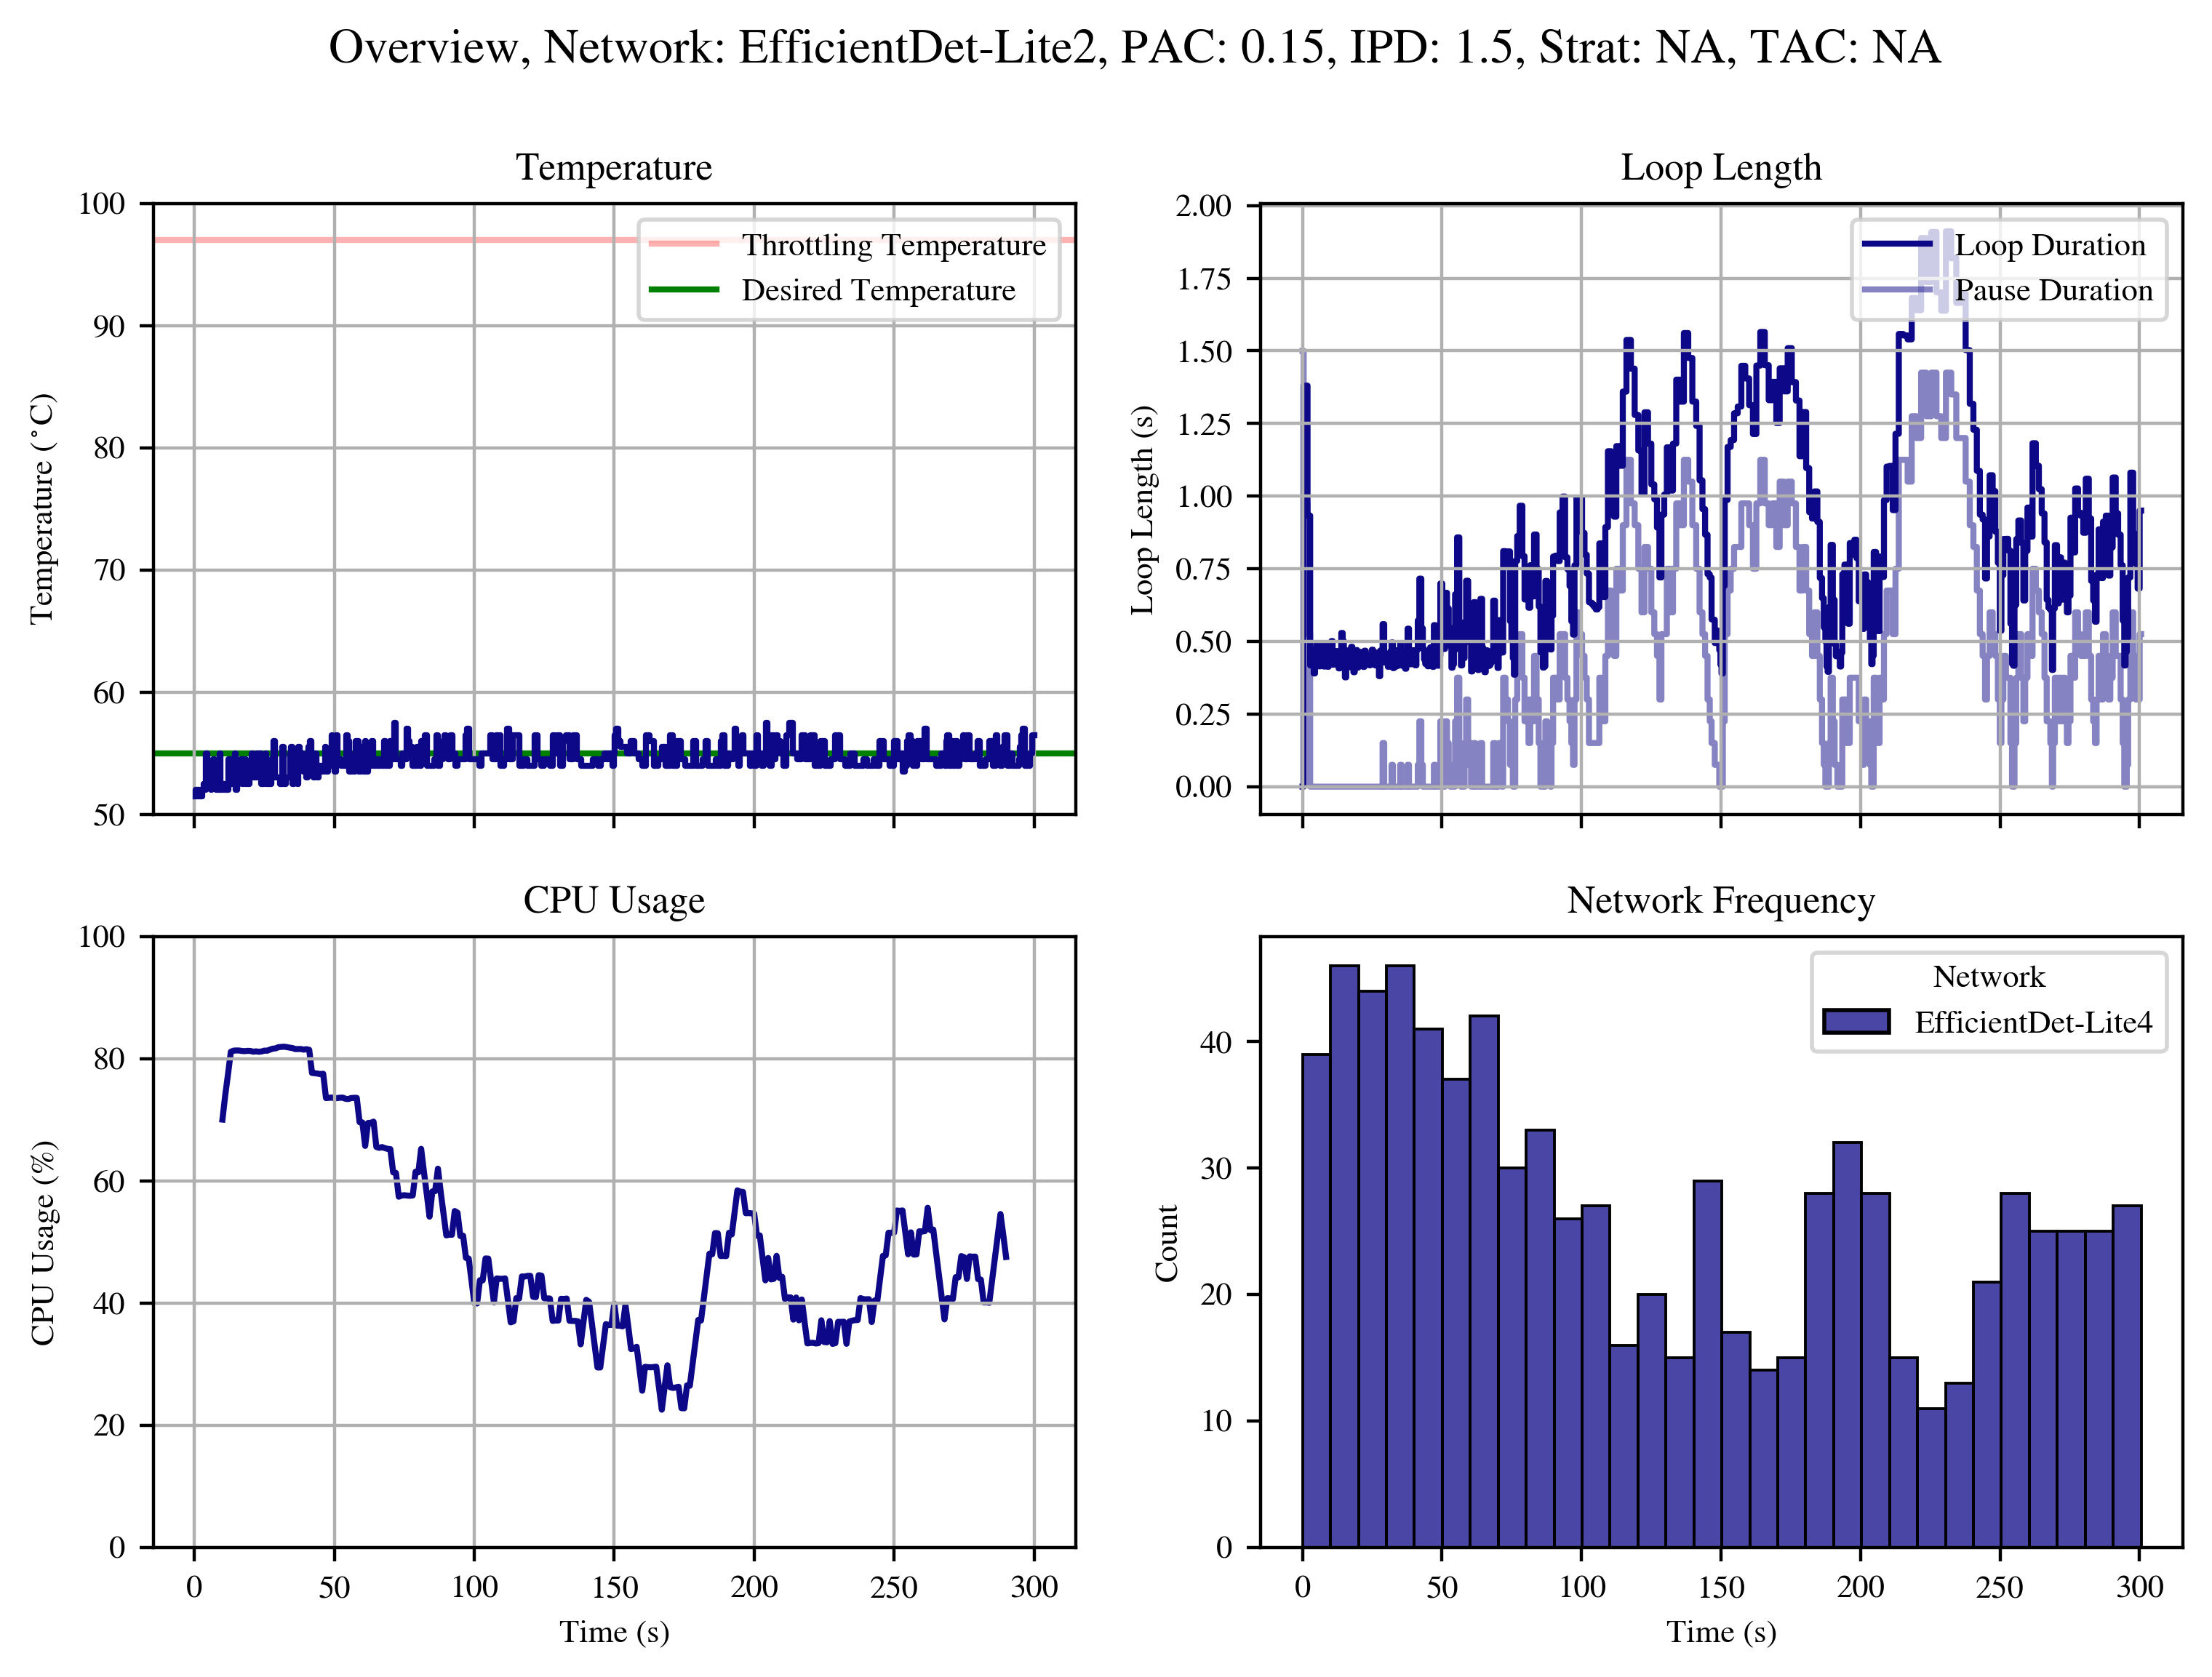 Overview, Network: EfficientDet-Lite2, PAC: 0.15, IPD: 1.5, Strat: NA, TAC: NA
Temperature
100
90
80
70
60
50
Temperature (°C)
Throttling Temperature
Desired Temperature
Loop Length
2.00
1.75
1.50
1.25
1.00
0.75
0.50
0.25
0.00
Loop Length (s)
Loop Duration
Pause Duration
CPU Usage
100
80
60
40
20
0
CPU Usage (%)
0 50 100 150 200 250 300
Time (s)
Network Frequency
40
30
20
10
0
Count
Network
EfficientDet-Lite4
0 50 100 150 200 250 300
Time (s)